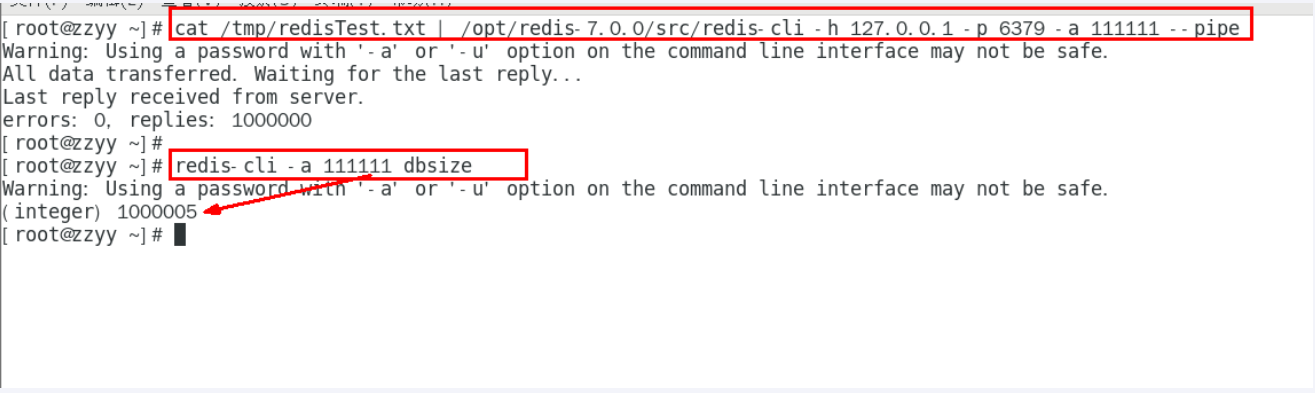 [root@zzyy ~]# cat /tmp/redisTest.txt | /opt/redis-7.0.0/src/redis-cli -h 127.0.0.1 -p 6379 -a 111111 --pipe
Warning: Using a password with '-a' or '-u' option on the command line interface may not be safe.
All data transferred. Waiting for the last reply...
Last reply received from server.
errors: 0, replies: 1000000
[root@zzyy ~]#
[root@zzyy ~]# redis-cli -a 111111 dbsize
Warning: Using a password with '-a' or '-u' option on the command line interface may not be safe.
(integer) 1000005
[root@zzyy ~]#